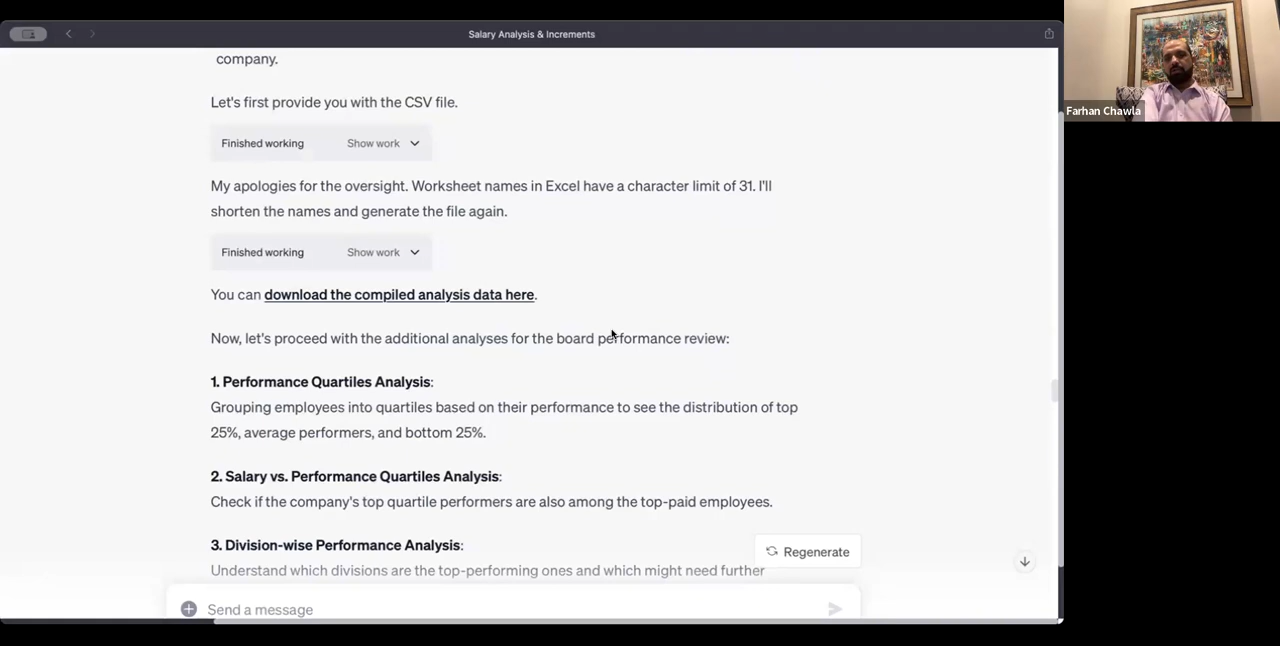 Salary Analysis & Increments
Farhan Chawla
company.
Let's first provide you with the CSV file.
Finished working Show work
My apologies for the oversight. Worksheet names in Excel have a character limit of 31. I'll
shorten the names and generate the file again.
Finished working Show work
You can download the compiled analysis data here.
Now, let's proceed with the additional analyses for the board performance review:
1. Performance Quartiles Analysis:
Grouping employees into quartiles based on their performance to see the distribution of top
25%, average performers, and bottom 25%.
2. Salary vs. Performance Quartiles Analysis:
Check if the company's top quartile performers are also among the top-paid employees.
3. Division-wise Performance Analysis:
Regenerate
Understand which divisions are the top-performing ones and which might need further
Send a message